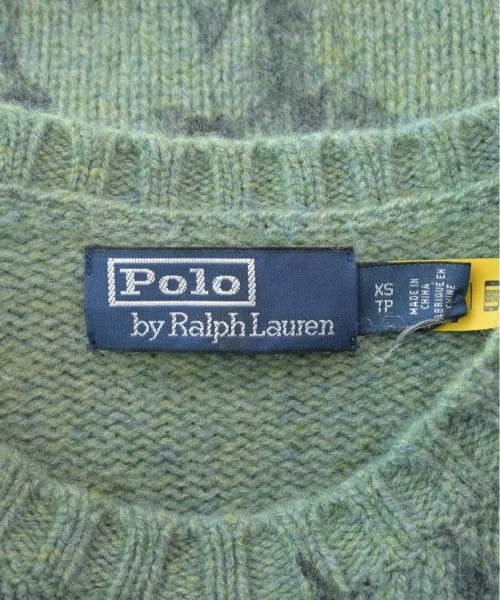 Polo
by Ralph Lauren
XS
TP
MADE IN
CHINA
FABRIQUE EN
CHINE